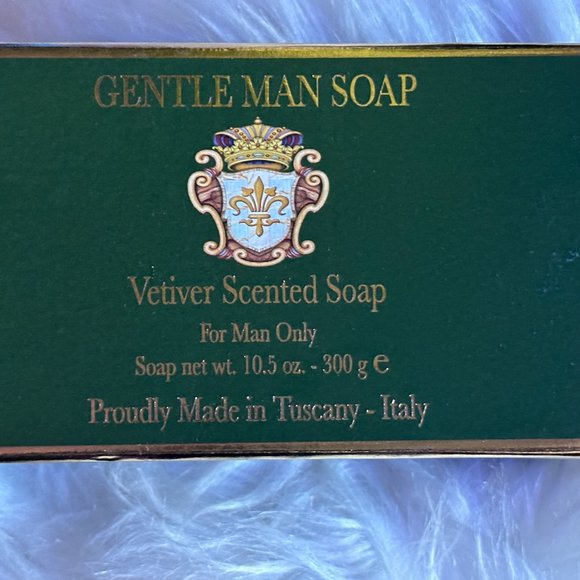 GENTLE MAN SOAP
Vetiver Scented Soap
For Man Only
Soap net wt. 10.5 oz. - 300 g ℮
Proudly Made in Tuscany - Italy